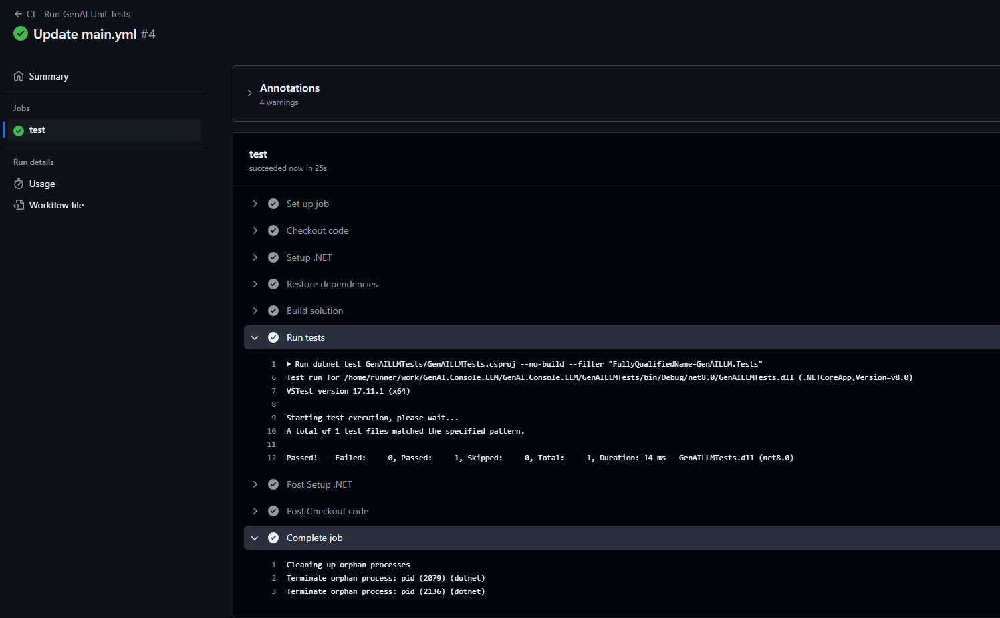 CI - Run GenAI Unit Tests
Update main.yml #4
Summary
Jobs
test
Run details
Usage
Workflow file
Annotations
4 warnings
test
succeeded now in 25s
Set up job
Checkout code
Setup .NET
Restore dependencies
Build solution
Run tests
1 Run dotnet test GenAILLMTests/GenAILLMTests.csproj --no-build --filter "FullyQualifiedName~GenAILLM.Tests"
6 Test run for /home/runner/work/GenAI.Console.LLM/GenAI.Console.LLM/GenAILLMTests/bin/Debug/net8.0/GenAILLMTests.dll (.NETCoreApp,Version=v8.0)
7 VSTest version 17.11.1 (x64)
8
9 Starting test execution, please wait...
10 A total of 1 test files matched the specified pattern.
11
12 Passed!  - Failed:     0, Passed:     1, Skipped:     0, Total:     1, Duration: 14 ms - GenAILLMTests.dll (net8.0)
Post Setup .NET
Post Checkout code
Complete job
1 Cleaning up orphan processes
2 Terminate orphan process: pid (2079) (dotnet)
3 Terminate orphan process: pid (2136) (dotnet)